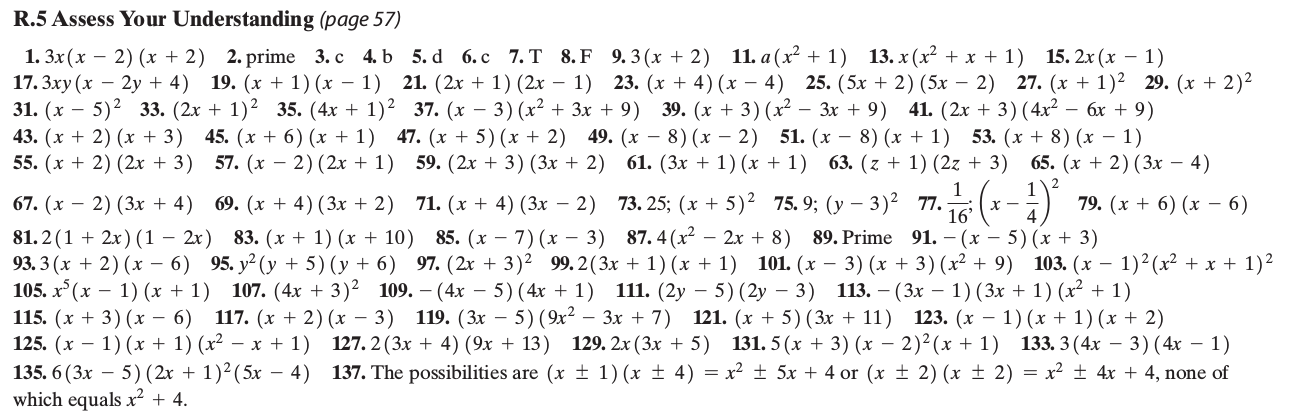 R.5 Assess Your Understanding (page 57)
1. 3x(x − 2)(x + 2) 2. prime 3. c 4. b 5. d 6. c 7. T 8. F 9. 3(x + 2) 11. a(x² + 1) 13. x(x² + x + 1) 15. 2x(x − 1)
17. 3xy(x − 2y + 4) 19. (x + 1)(x − 1) 21. (2x + 1)(2x − 1) 23. (x + 4)(x − 4) 25. (5x + 2)(5x − 2) 27. (x + 1)² 29. (x + 2)²
31. (x − 5)² 33. (2x + 1)² 35. (4x + 1)² 37. (x − 3)(x² + 3x + 9) 39. (x + 3)(x² − 3x + 9) 41. (2x + 3)(4x² − 6x + 9)
43. (x + 2)(x + 3) 45. (x + 6)(x + 1) 47. (x + 5)(x + 2) 49. (x − 8)(x − 2) 51. (x − 8)(x + 1) 53. (x + 8)(x − 1)
55. (x + 2)(2x + 3) 57. (x − 2)(2x + 1) 59. (2x + 3)(3x + 2) 61. (3x + 1)(x + 1) 63. (z + 1)(2z + 3) 65. (x + 2)(3x − 4)
67. (x − 2)(3x + 4) 69. (x + 4)(3x + 2) 71. (x + 4)(3x − 2) 73. 25; (x + 5)² 75. 9; (y − 3)² 77. 1/16; (x − 1/4)² 79. (x + 6)(x − 6)
81. 2(1 + 2x)(1 − 2x) 83. (x + 1)(x + 10) 85. (x − 7)(x − 3) 87. 4(x² − 2x + 8) 89. Prime 91. −(x − 5)(x + 3)
93. 3(x + 2)(x − 6) 95. y²(y + 5)(y + 6) 97. (2x + 3)² 99. 2(3x + 1)(x + 1) 101. (x − 3)(x + 3)(x² + 9) 103. (x − 1)²(x² + x + 1)²
105. x⁵(x − 1)(x + 1) 107. (4x + 3)² 109. −(4x − 5)(4x + 1) 111. (2y − 5)(2y − 3) 113. −(3x − 1)(3x + 1)(x² + 1)
115. (x + 3)(x − 6) 117. (x + 2)(x − 3) 119. (3x − 5)(9x² − 3x + 7) 121. (x + 5)(3x + 11) 123. (x − 1)(x + 1)(x + 2)
125. (x − 1)(x + 1)(x² − x + 1) 127. 2(3x + 4)(9x + 13) 129. 2x(3x + 5) 131. 5(x + 3)(x − 2)²(x + 1) 133. 3(4x − 3)(4x − 1)
135. 6(3x − 5)(2x + 1)²(5x − 4) 137. The possibilities are (x ± 1)(x ± 4) = x² ± 5x + 4 or (x ± 2)(x ± 2) = x² ± 4x + 4, none of
which equals x² + 4.